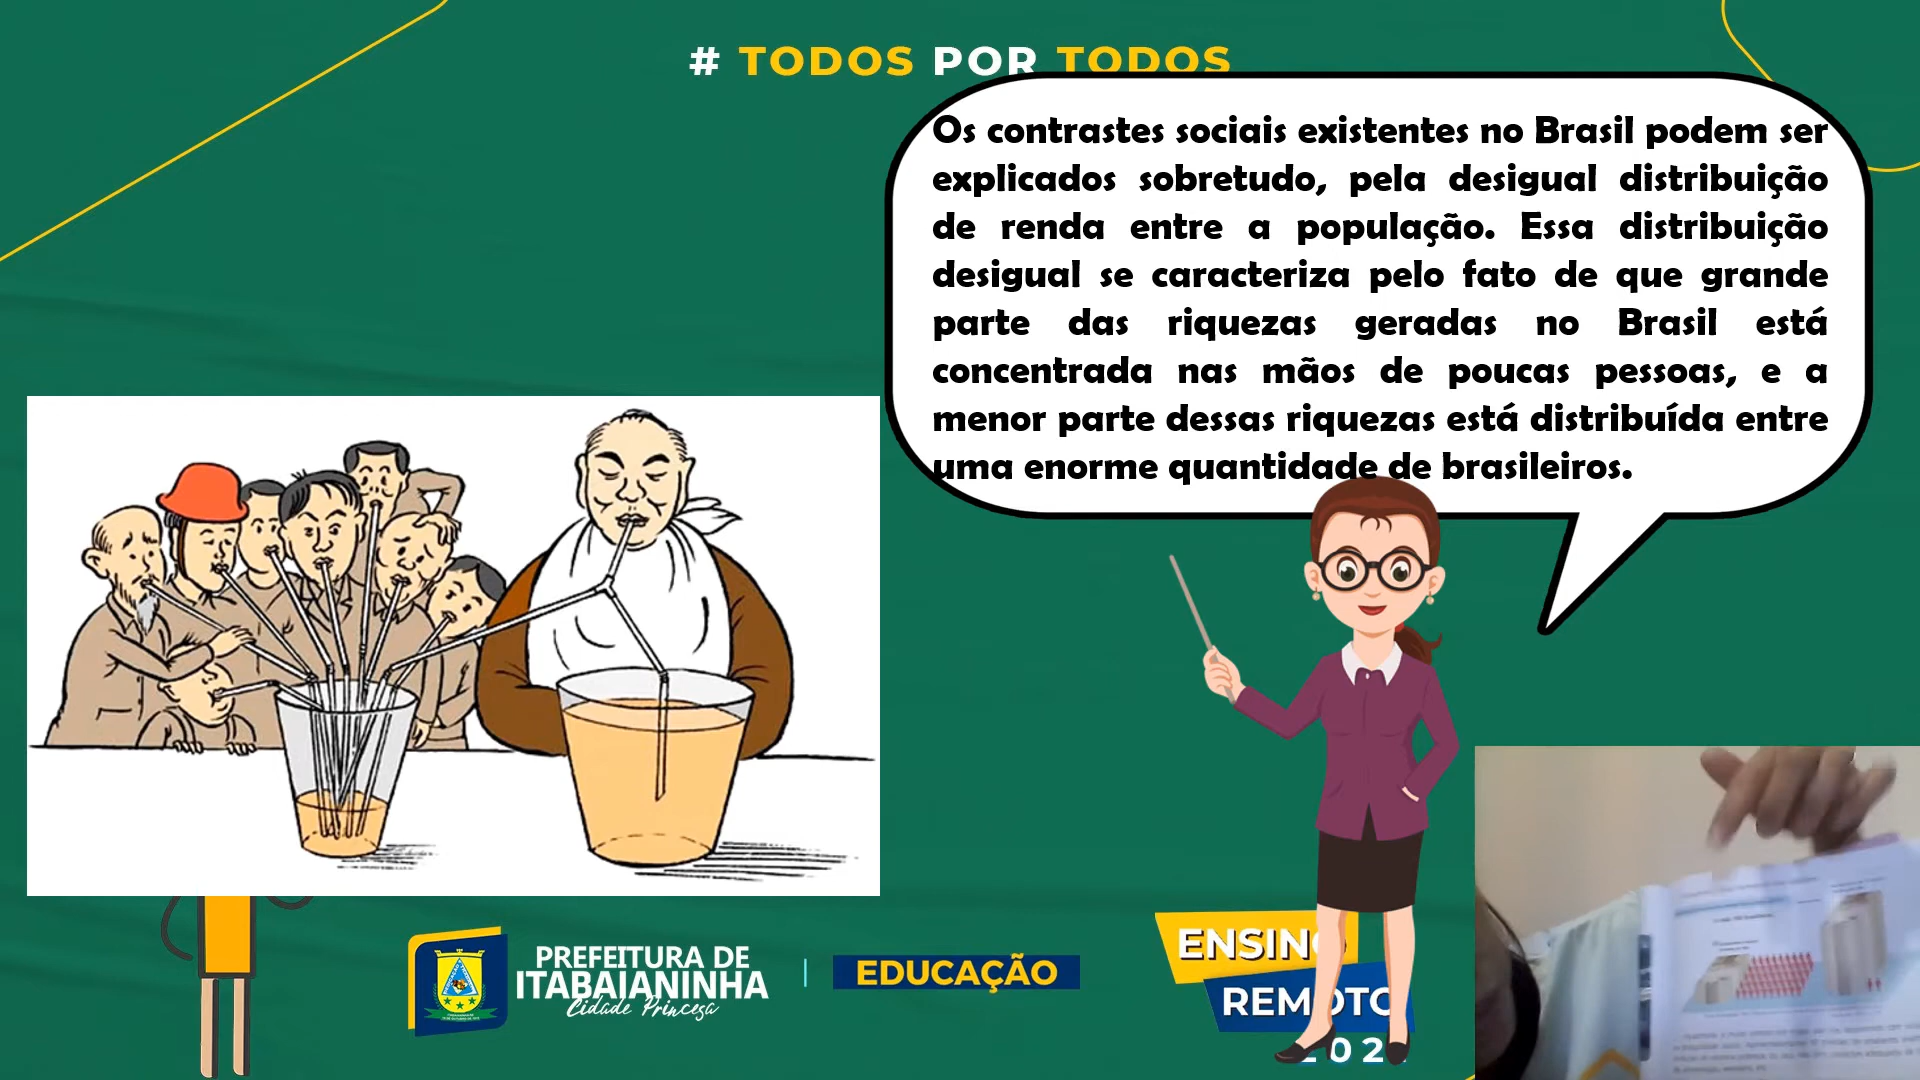 # TODOS POR TODOS
Os contrastes sociais existentes no Brasil podem ser
explicados sobretudo, pela desigual distribuição
de renda entre a população. Essa distribuição
desigual se caracteriza pelo fato de que grande
parte das riquezas geradas no Brasil está
concentrada nas mãos de poucas pessoas, e a
menor parte dessas riquezas está distribuída entre
uma enorme quantidade de brasileiros.
PREFEITURA DE
ITABAIANINHA
Cidade Princesa
EDUCAÇÃO
ENSINO
REMOTO